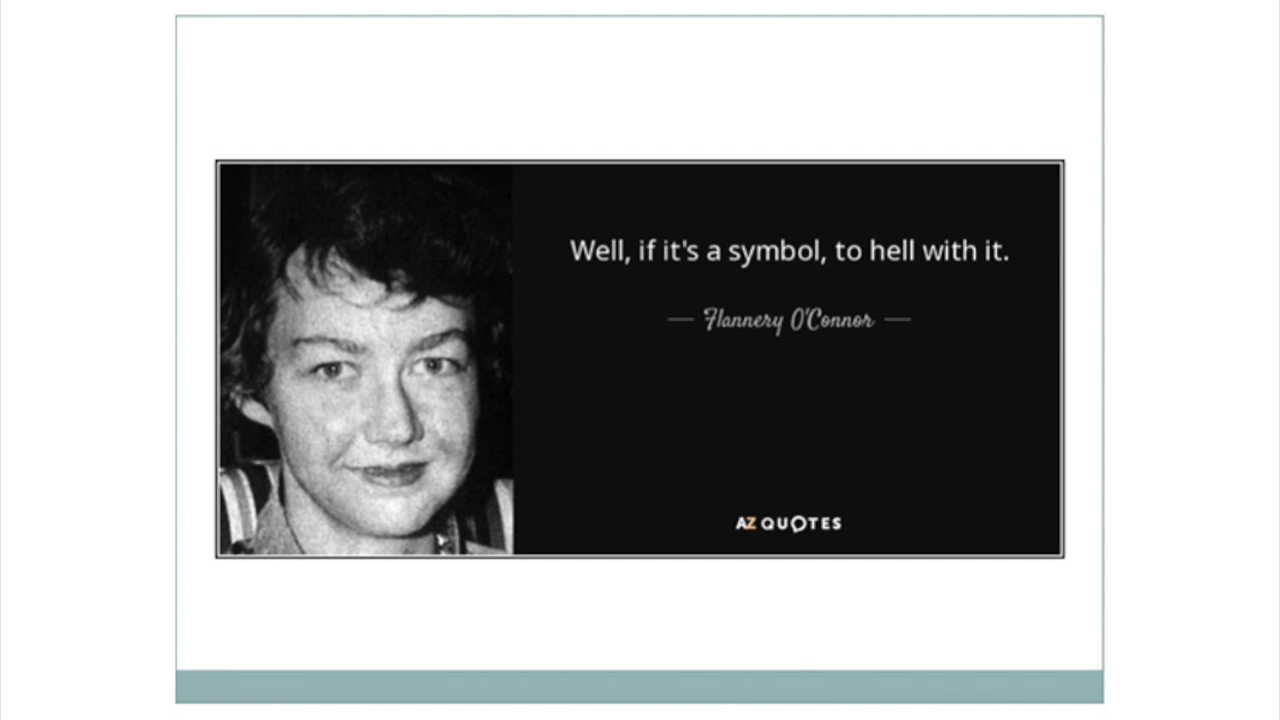 Well, if it's a symbol, to hell with it.
— Flannery O'Connor —
AZ QUOTES